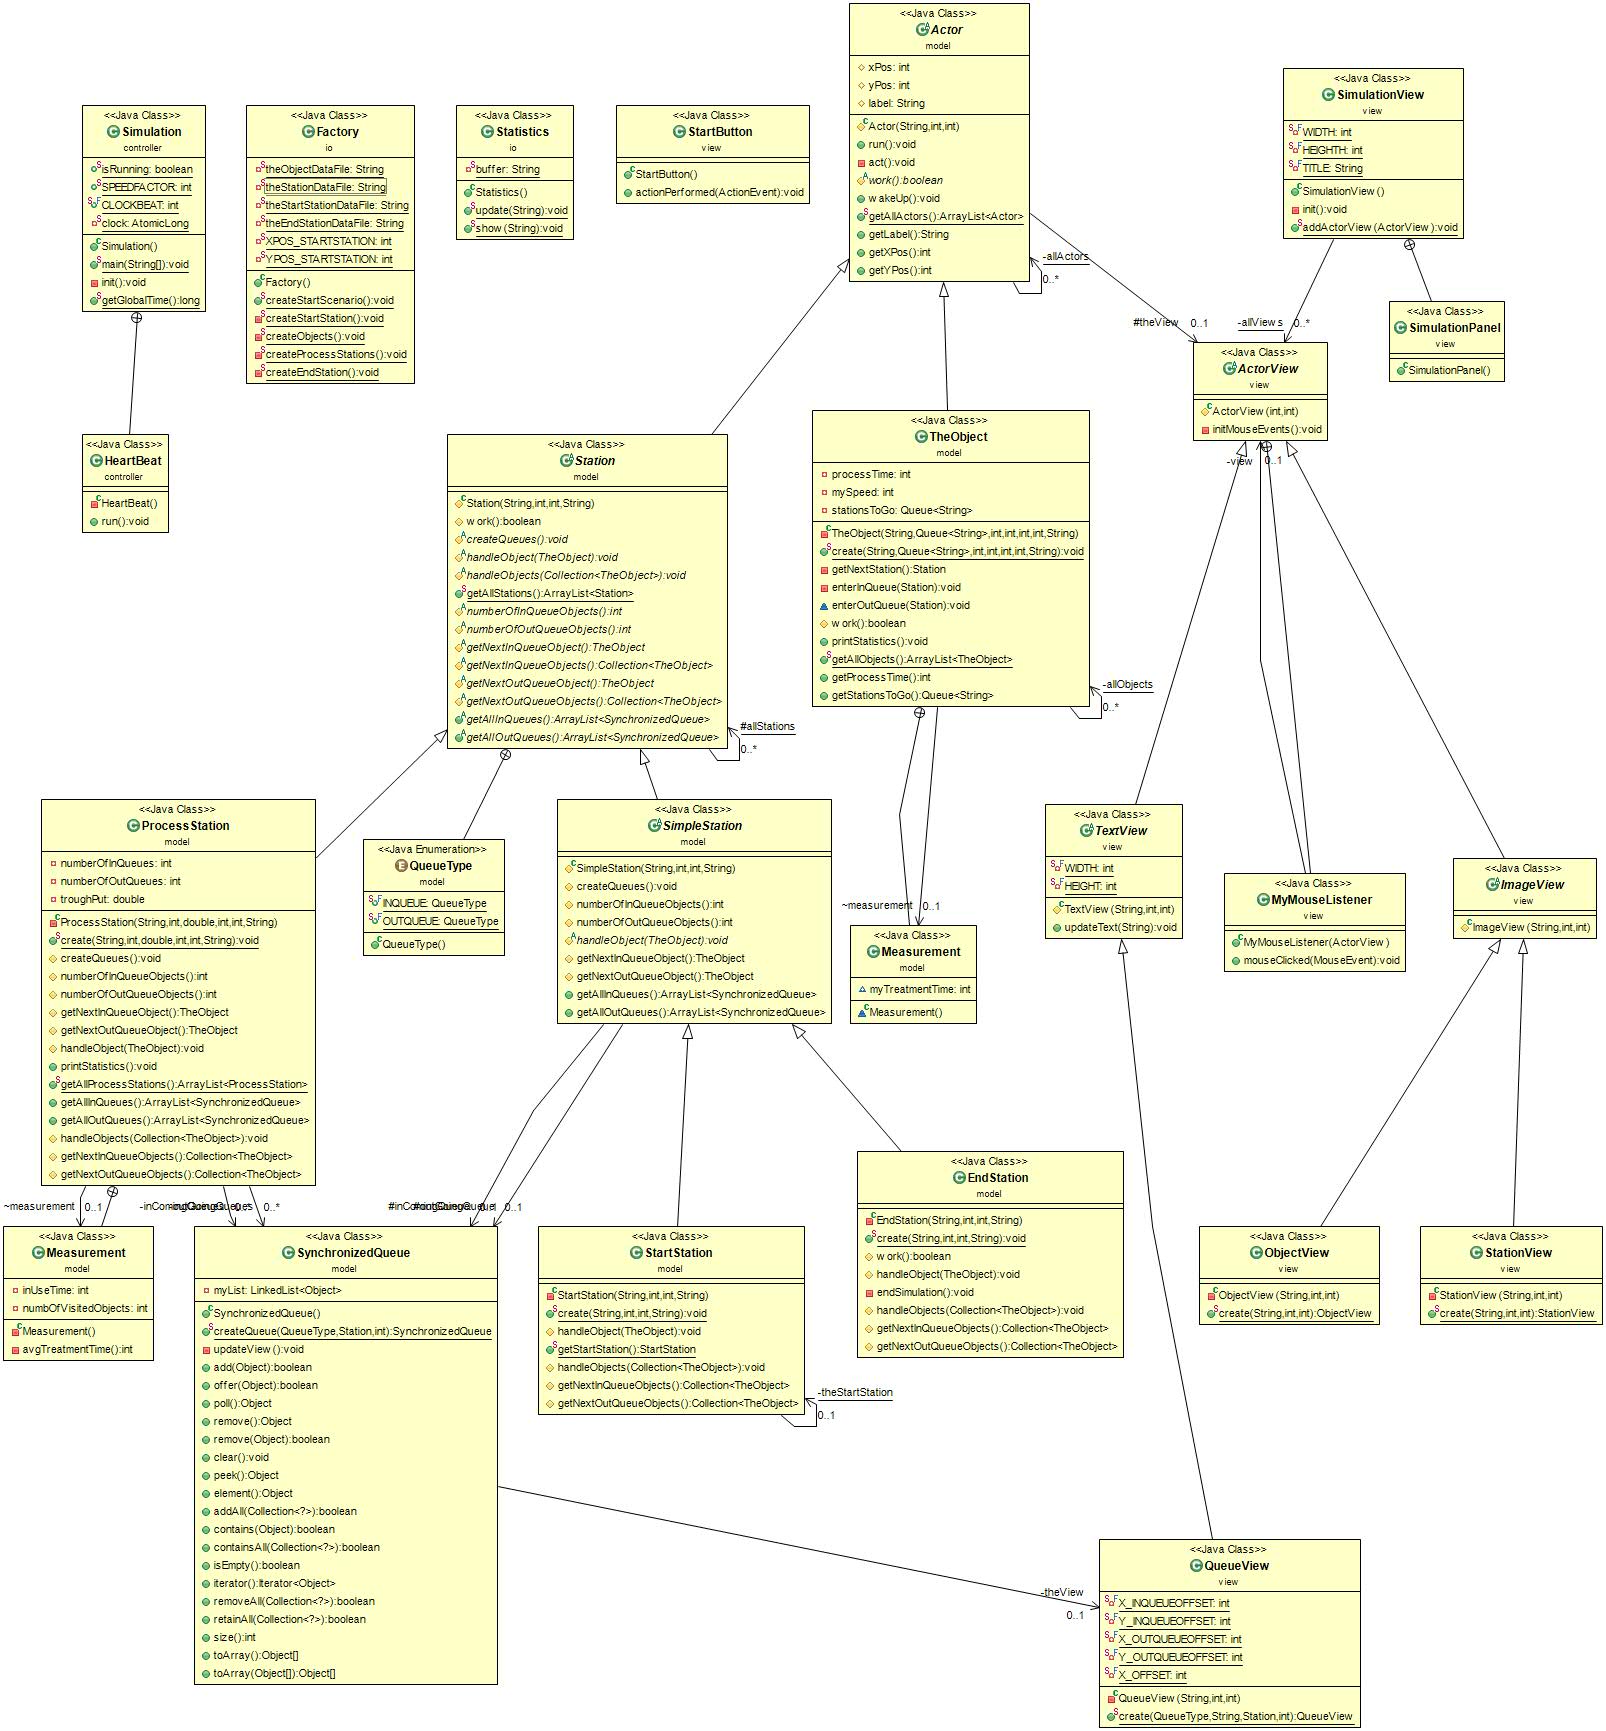 <<Java Class>>
Actor
model
xPos: int
yPos: int
label: String
Actor(String,int,int)
run():void
act():void
work():boolean
wakeUp():void
getAllActors():ArrayList<Actor>
getLabel():String
getXPos():int
getYPos():int
-allActors
0..*
#theView
0..1
<<Java Class>>
SimulationView
view
WIDTH: int
HEIGHTH: int
TITLE: String
SimulationView()
init():void
addActorView(ActorView):void
-allViews
0..*
<<Java Class>>
Simulation
controller
isRunning: boolean
SPEEDFACTOR: int
CLOCKBEAT: int
clock: AtomicLong
Simulation()
main(String[]):void
init():void
getGlobalTime():long
<<Java Class>>
Factory
io
theObjectDataFile: String
theStationDataFile: String
theStartStationDataFile: String
theEndStationDataFile: String
XPOS_STARTSTATION: int
YPOS_STARTSTATION: int
Factory()
createStartScenario():void
createStartStation():void
createObjects():void
createProcessStations():void
createEndStation():void
<<Java Class>>
Statistics
io
buffer: String
Statistics()
update(String):void
show(String):void
<<Java Class>>
StartButton
view
StartButton()
actionPerformed(ActionEvent):void
<<Java Class>>
SimulationPanel
view
SimulationPanel()
<<Java Class>>
ActorView
view
ActorView(int,int)
initMouseEvents():void
-view
0..1
<<Java Class>>
HeartBeat
controller
HeartBeat()
run():void
<<Java Class>>
Station
model
Station(String,int,int,String)
work():boolean
createQueues():void
handleObject(TheObject):void
handleObjects(Collection<TheObject>):void
getAllStations():ArrayList<Station>
numberOfInQueueObjects():int
numberOfOutQueueObjects():int
getNextInQueueObject():TheObject
getNextInQueueObjects():Collection<TheObject>
getNextOutQueueObject():TheObject
getNextOutQueueObjects():Collection<TheObject>
getAllInQueues():ArrayList<SynchronizedQueue>
getAllOutQueues():ArrayList<SynchronizedQueue>
#allStations
0..*
<<Java Class>>
TheObject
model
processTime: int
mySpeed: int
stationsToGo: Queue<String>
TheObject(String,Queue<String>,int,int,int,int,String)
create(String,Queue<String>,int,int,int,int,String):void
getNextStation():Station
enterInQueue(Station):void
enterOutQueue(Station):void
work():boolean
printStatistics():void
getAllObjects():ArrayList<TheObject>
getProcessTime():int
getStationsToGo():Queue<String>
-allObjects
0..*
<<Java Class>>
ProcessStation
model
numberOfInQueues: int
numberOfOutQueues: int
troughPut: double
ProcessStation(String,int,double,int,int,String)
create(String,int,double,int,int,String):void
createQueues():void
numberOfInQueueObjects():int
numberOfOutQueueObjects():int
getNextInQueueObject():TheObject
getNextOutQueueObject():TheObject
handleObject(TheObject):void
printStatistics():void
getAllProcessStations():ArrayList<ProcessStation>
getAllInQueues():ArrayList<SynchronizedQueue>
getAllOutQueues():ArrayList<SynchronizedQueue>
handleObjects(Collection<TheObject>):void
getNextInQueueObjects():Collection<TheObject>
getNextOutQueueObjects():Collection<TheObject>
<<Java Enumeration>>
QueueType
model
INQUEUE: QueueType
OUTQUEUE: QueueType
QueueType()
<<Java Class>>
SimpleStation
model
SimpleStation(String,int,int,String)
createQueues():void
numberOfInQueueObjects():int
numberOfOutQueueObjects():int
handleObject(TheObject):void
getNextInQueueObject():TheObject
getNextOutQueueObject():TheObject
getAllInQueues():ArrayList<SynchronizedQueue>
getAllOutQueues():ArrayList<SynchronizedQueue>
~measurement
0..1
<<Java Class>>
Measurement
model
myTreatmentTime: int
Measurement()
<<Java Class>>
TextView
view
WIDTH: int
HEIGHT: int
TextView(String,int,int)
updateText(String):void
<<Java Class>>
MyMouseListener
view
MyMouseListener(ActorView)
mouseClicked(MouseEvent):void
<<Java Class>>
ImageView
view
ImageView(String,int,int)
~measurement
0..1
0..*
0..1
<<Java Class>>
Measurement
model
inUseTime: int
numbOfVisitedObjects: int
Measurement()
avgTreatmentTime():int
<<Java Class>>
SynchronizedQueue
model
myList: LinkedList<Object>
SynchronizedQueue()
createQueue(QueueType,Station,int):SynchronizedQueue
updateView():void
add(Object):boolean
offer(Object):boolean
poll():Object
remove():Object
remove(Object):boolean
clear():void
peek():Object
element():Object
addAll(Collection<?>):boolean
contains(Object):boolean
containsAll(Collection<?>):boolean
isEmpty():boolean
iterator():Iterator<Object>
removeAll(Collection<?>):boolean
retainAll(Collection<?>):boolean
size():int
toArray():Object[]
toArray(Object[]):Object[]
<<Java Class>>
StartStation
model
StartStation(String,int,int,String)
create(String,int,int,String):void
handleObject(TheObject):void
getStartStation():StartStation
handleObjects(Collection<TheObject>):void
getNextInQueueObjects():Collection<TheObject>
getNextOutQueueObjects():Collection<TheObject>
-theStartStation
0..1
<<Java Class>>
EndStation
model
EndStation(String,int,int,String)
create(String,int,int,String):void
work():boolean
handleObject(TheObject):void
endSimulation():void
handleObjects(Collection<TheObject>):void
getNextInQueueObjects():Collection<TheObject>
getNextOutQueueObjects():Collection<TheObject>
<<Java Class>>
ObjectView
view
ObjectView(String,int,int)
create(String,int,int):ObjectView
<<Java Class>>
StationView
view
StationView(String,int,int)
create(String,int,int):StationView
-theView
0..1
<<Java Class>>
QueueView
view
X_INQUEUEOFFSET: int
Y_INQUEUEOFFSET: int
X_OUTQUEUEOFFSET: int
Y_OUTQUEUEOFFSET: int
X_OFFSET: int
QueueView(String,int,int)
create(QueueType,String,Station,int):QueueView